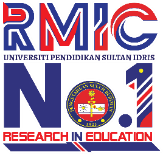 RMIC
UNIVERSITI PENDIDIKAN SULTAN IDRIS
NO.1
RESEARCH IN EDUCATION